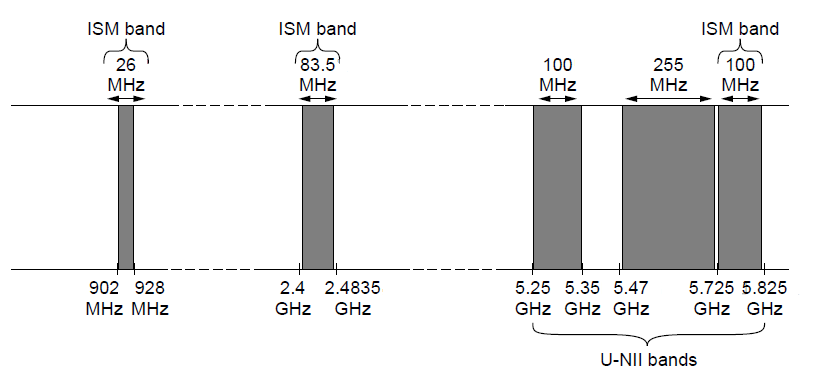 ISM band
ISM band
ISM band
26
MHz
83.5
MHz
100
MHz
255
MHz
100
MHz
902
MHz
928
MHz
2.4
GHz
2.4835
GHz
5.25
GHz
5.35
GHz
5.47
GHz
5.725
GHz
5.825
GHz
U-NII bands